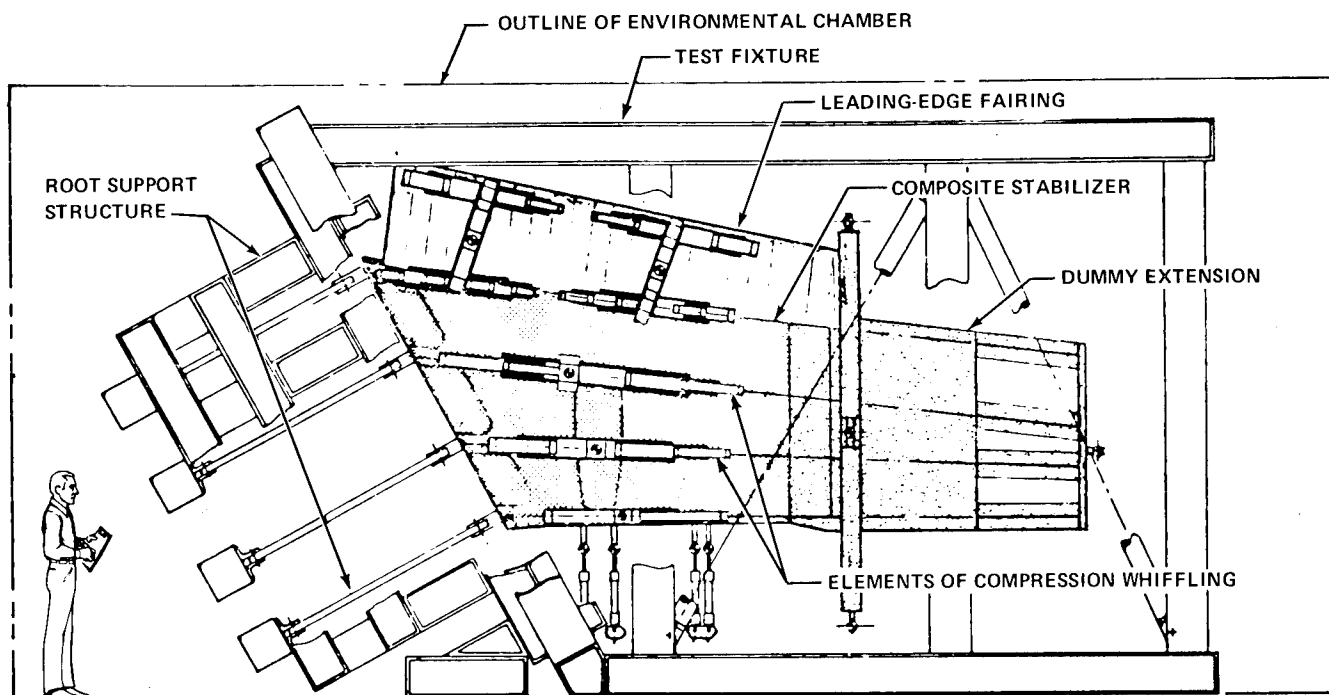 OUTLINE OF ENVIRONMENTAL CHAMBER
TEST FIXTURE
LEADING-EDGE FAIRING
ROOT SUPPORT
STRUCTURE
COMPOSITE STABILIZER
DUMMY EXTENSION
ELEMENTS OF COMPRESSION WHIFFLING